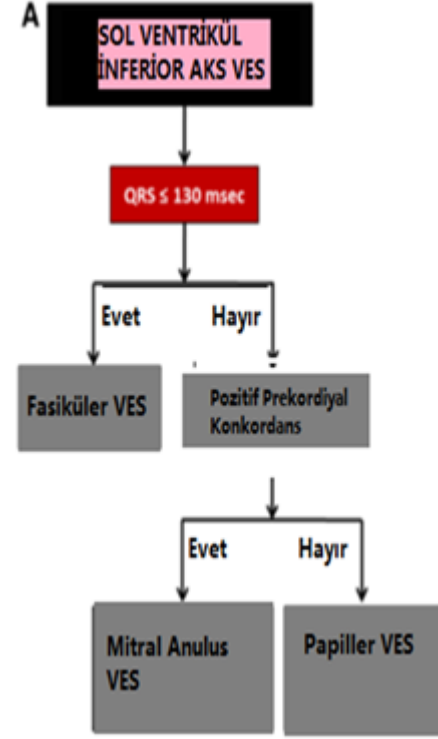 A
SOL VENTRİKÜL
İNFERİOR AKS VES
QRS ≤ 130 msec
Evet
Hayır
Fasiküler VES
Pozitif Prekordiyal
Konkordans
Evet
Hayır
Mitral Anulus
VES
Papiller VES